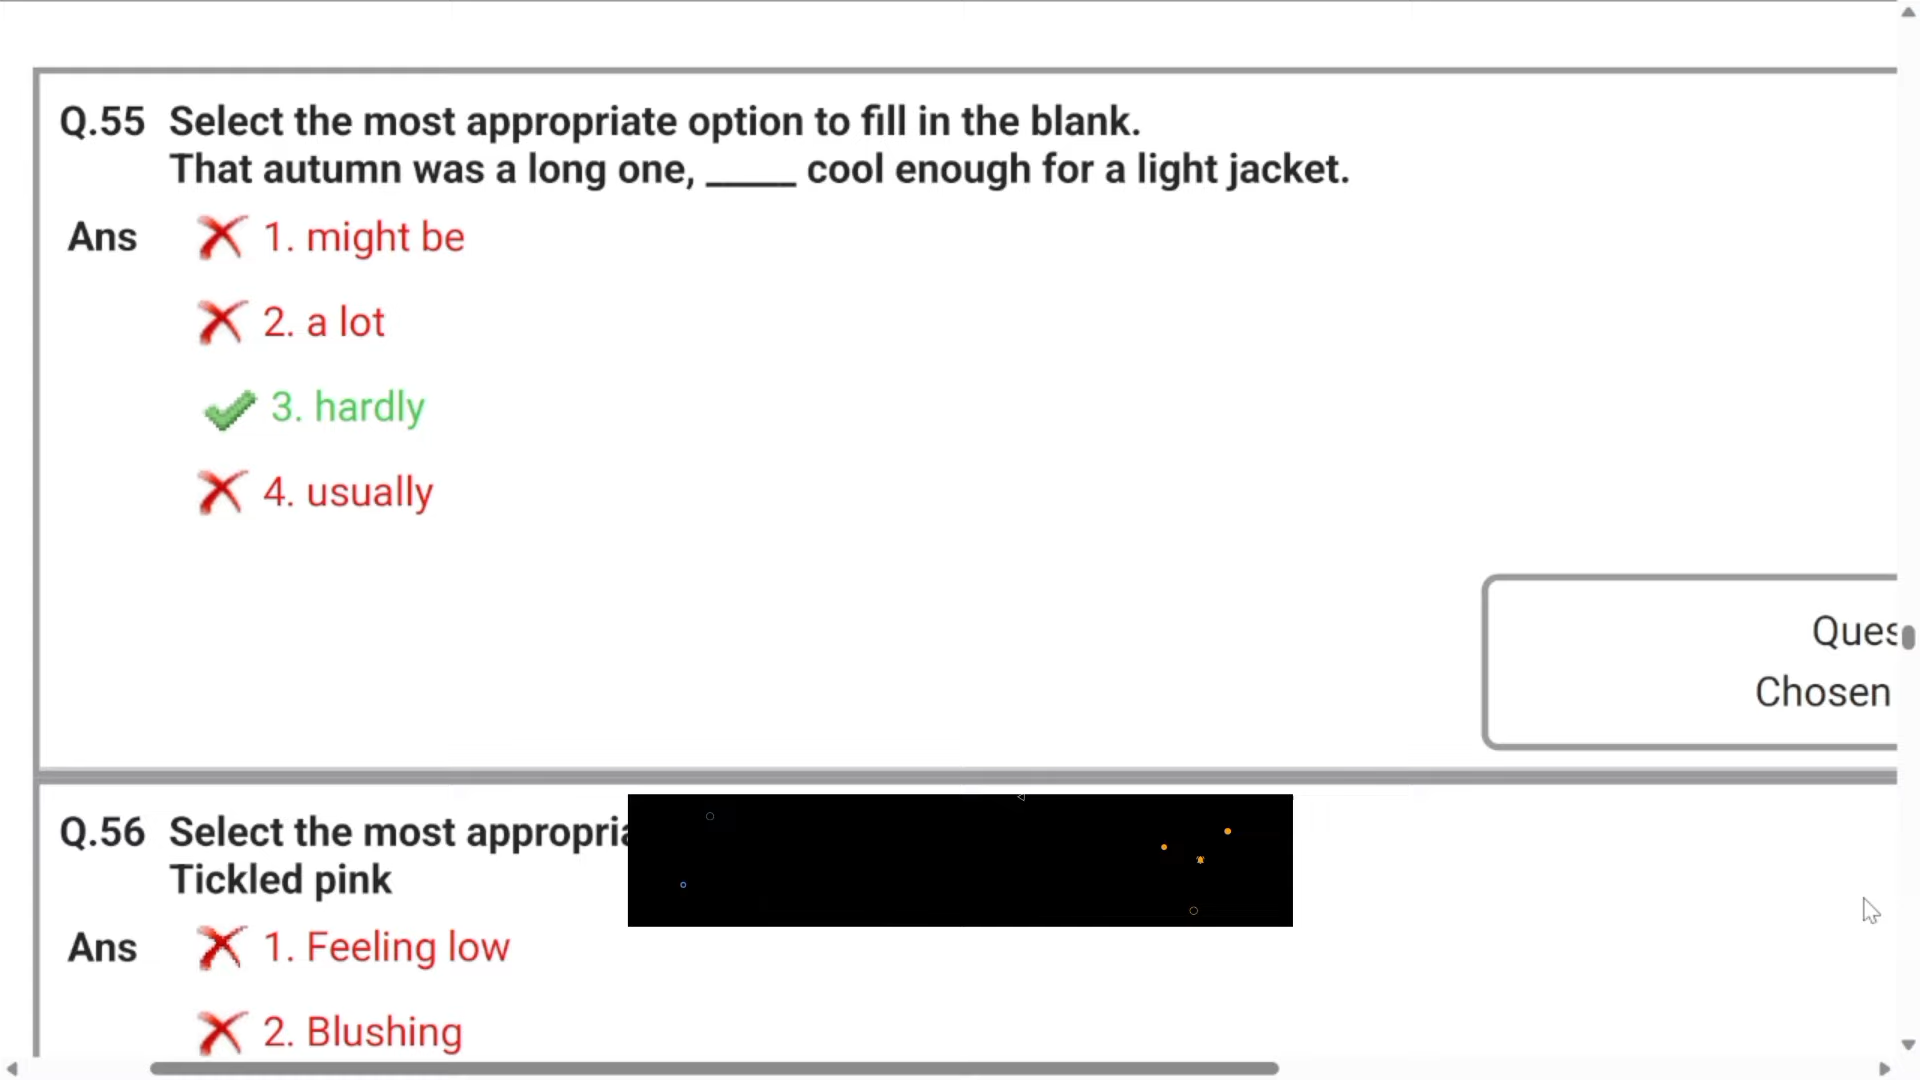 Q.55 Select the most appropriate option to fill in the blank.
That autumn was a long one, _____ cool enough for a light jacket.
Ans 1. might be
2. a lot
3. hardly
4. usually
Chosen
Q.56 Select the most
Tickled pink
Ans 1. Feeling low
2. Blushing